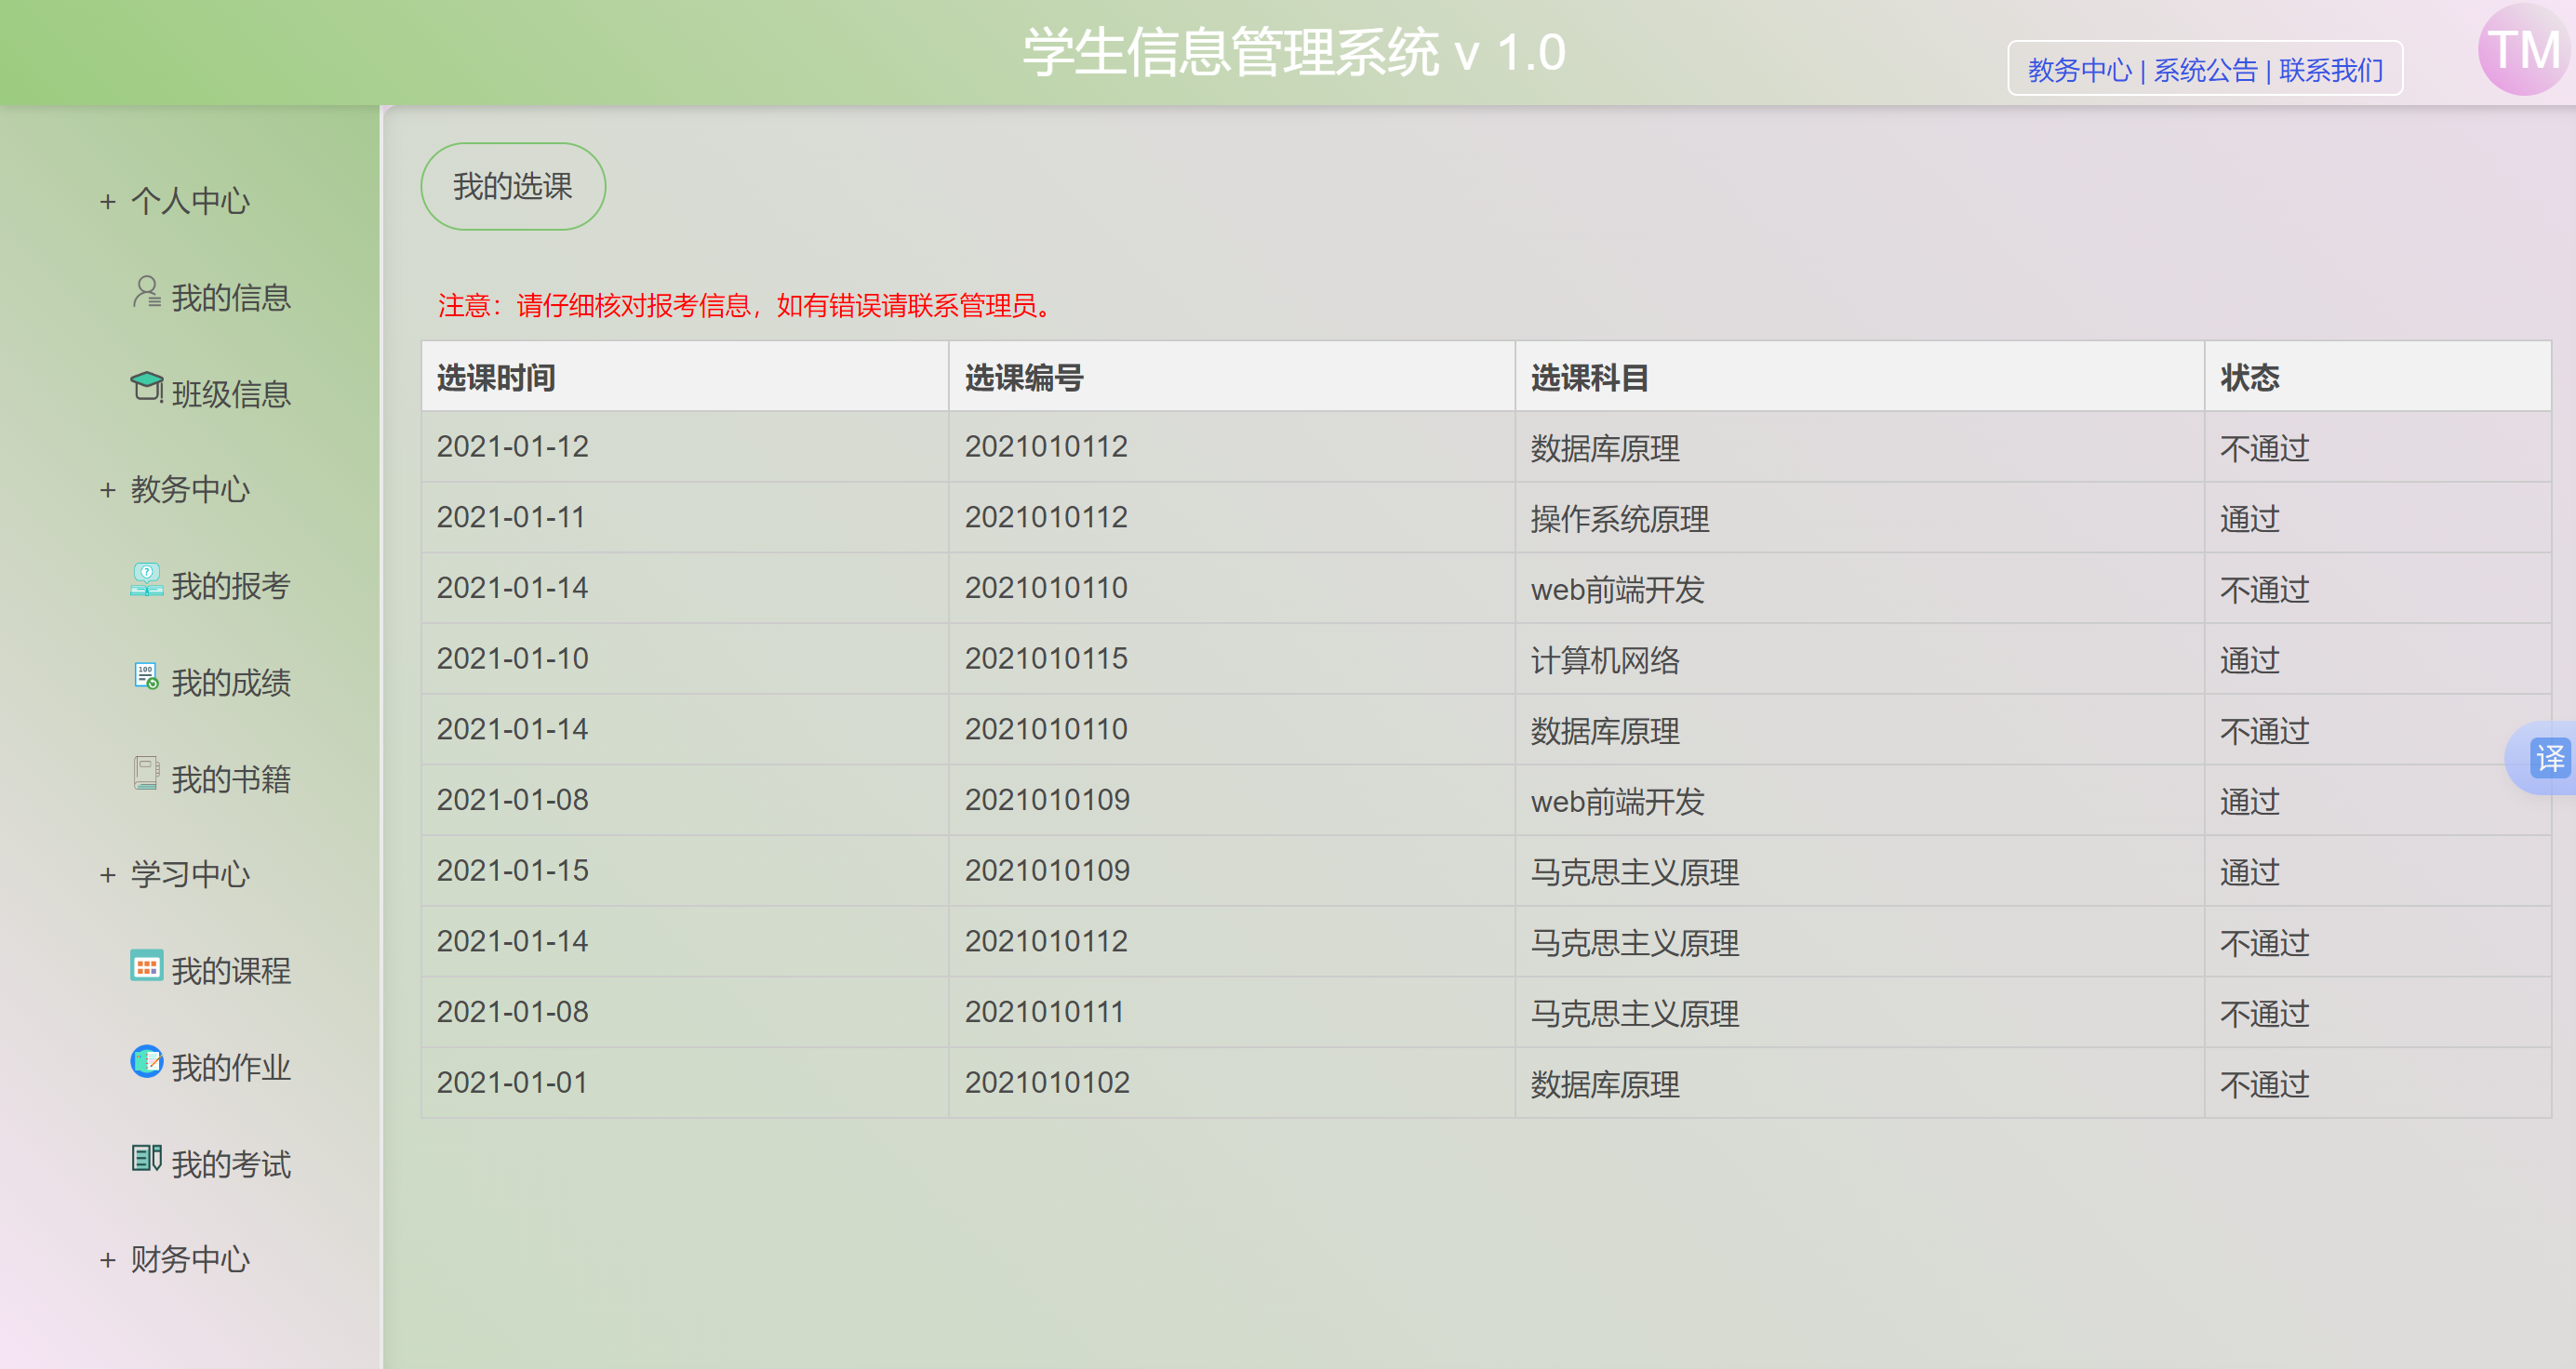 学生信息管理系统 v 1.0
教务中心 | 系统公告 | 联系我们
TM
+ 个人中心
我的信息
班级信息
+ 教务中心
我的报考
我的成绩
我的书籍
+ 学习中心
我的课程
我的作业
我的考试
+ 财务中心
我的选课
注意：请仔细核对报考信息，如有错误请联系管理员。
选课时间 选课编号 选课科目 状态
2021-01-12 2021010112 数据库原理 不通过
2021-01-11 2021010112 操作系统原理 通过
2021-01-14 2021010110 web前端开发 不通过
2021-01-10 2021010115 计算机网络 通过
2021-01-14 2021010110 数据库原理 不通过
2021-01-08 2021010109 web前端开发 通过
2021-01-15 2021010109 马克思主义原理 通过
2021-01-14 2021010112 马克思主义原理 不通过
2021-01-08 2021010111 马克思主义原理 不通过
2021-01-01 2021010102 数据库原理 不通过
译